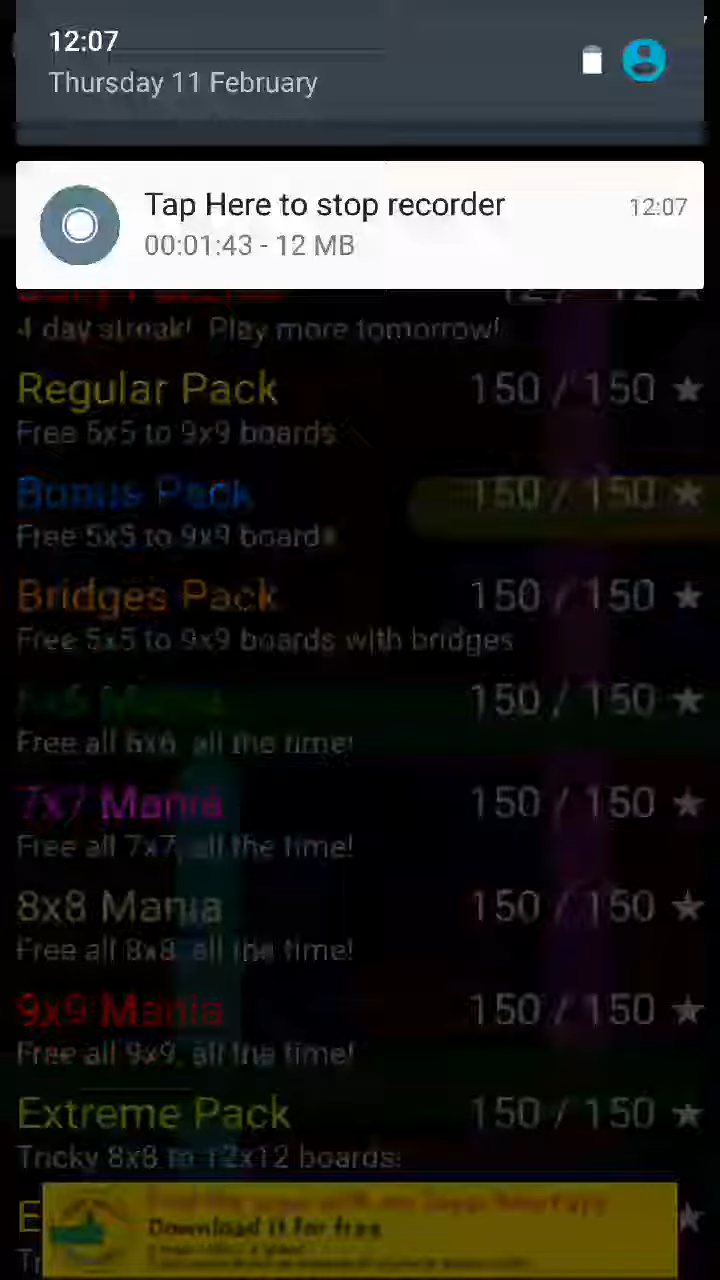 12:07
Thursday 11 February
Tap Here to stop recorder 12:07
00:01:43 - 12 MB
4 day streak! Play more tomorrow!
Regular Pack 150 / 150 ★
Free 5x5 to 9x9 boards
Bonus Pack 150 / 150 ★
Free 5x5 to 9x9 boards
Bridges Pack 150 / 150 ★
Free 5x5 to 9x9 boards with bridges
Mania 150 / 150 ★
Free all 6x6, all the time!
7x7 Mania 150 / 150 ★
Free all 7x7, all the time!
8x8 Mania 150 / 150 ★
Free all 8x8, all the time!
9x9 Mania 150 / 150 ★
Free all 9x9, all the time!
Extreme Pack 150 / 150 ★
Tricky 8x8 to 12x12 boards
Download it for free